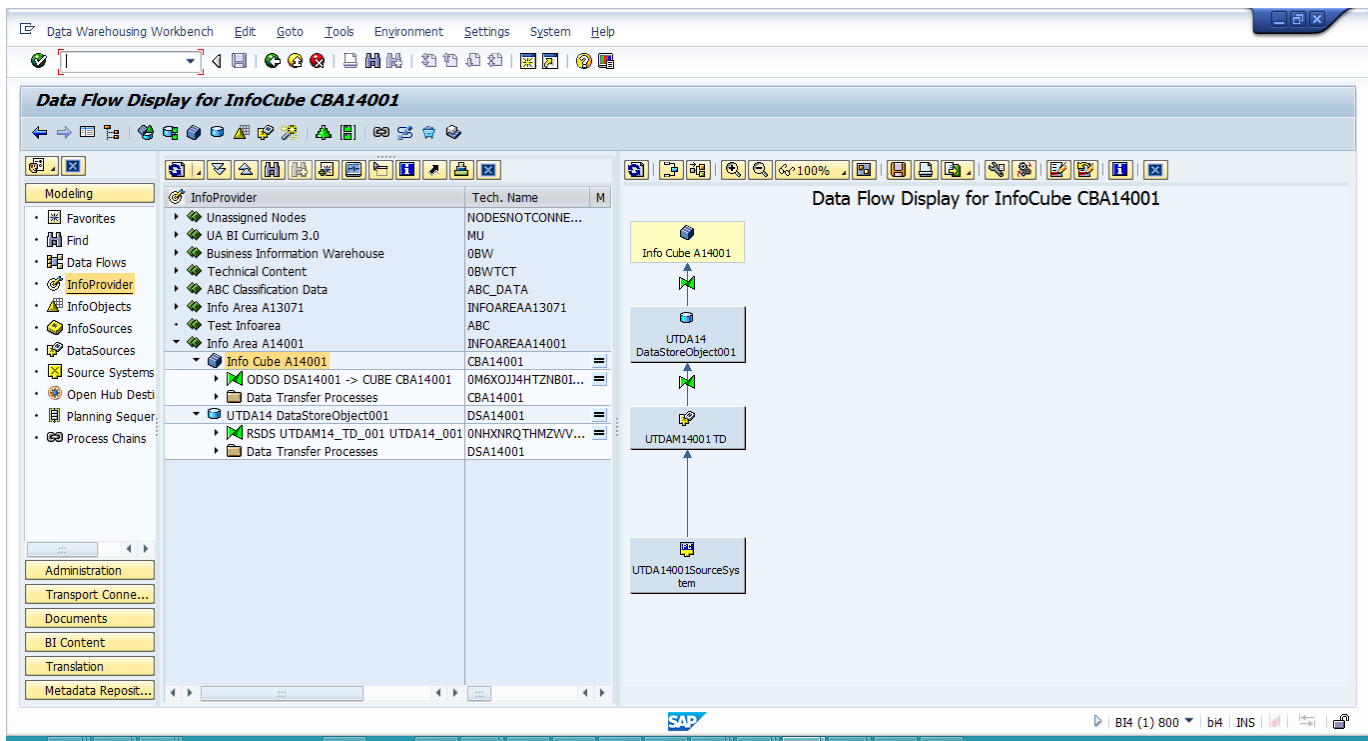 Data Warehousing Workbench Edit Goto Tools Environment Settings System Help
Data Flow Display for InfoCube CBA14001
100%
Modeling
Favorites
Find
Data Flows
InfoProvider
InfoObjects
InfoSources
DataSources
Source Systems
Open Hub Desti
Planning Sequer
Process Chains
Administration
Transport Conne...
Documents
BI Content
Translation
Metadata Reposit...
InfoProvider Tech. Name M
Unassigned Nodes NODESNOTCONNE...
UA BI Curriculum 3.0 MU
Business Information Warehouse 0BW
Technical Content 0BWTCT
ABC Classification Data ABC_DATA
Info Area A13071 INFOAREAA13071
Test Infoarea ABC
Info Area A14001 INFOAREAA14001
Info Cube A14001 CBA14001
ODSO DSA14001 -> CUBE CBA14001 0M6XOJJ4HTZNB0I...
Data Transfer Processes CBA14001
UTDA14 DataStoreObject001 DSA14001
RSDS UTDAM14_TD_001 UTDA14_001 0NHXNRQTHMZWV...
Data Transfer Processes DSA14001
Data Flow Display for InfoCube CBA14001
Info Cube A14001
UTDA14
DataStoreObject001
UTDAM14001 TD
UTDA14001SourceSys
tem
SAP
BI4 (1) 800 bi4 INS